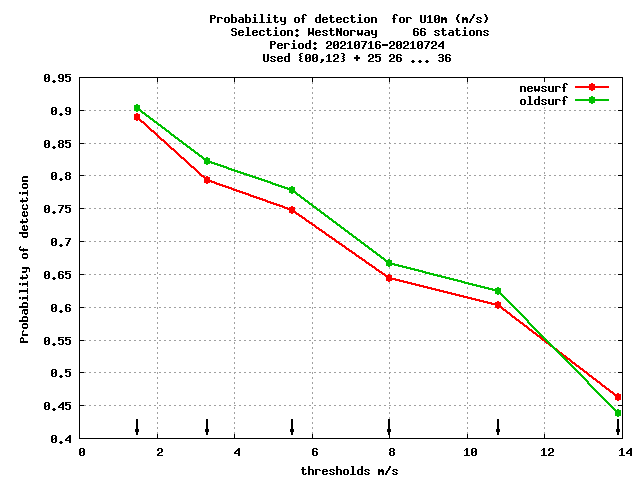 Probability of detection  for U10m (m/s)
Selection: WestNorway     66 stations
Period: 20210716-20210724
Used {00,12} + 25 26 ... 36
newsurf
oldsurf
0.95
0.9
0.85
0.8
0.75
0.7
0.65
0.6
0.55
0.5
0.45
0.4
Probability of detection
0 2 4 6 8 10 12 14
thresholds m/s